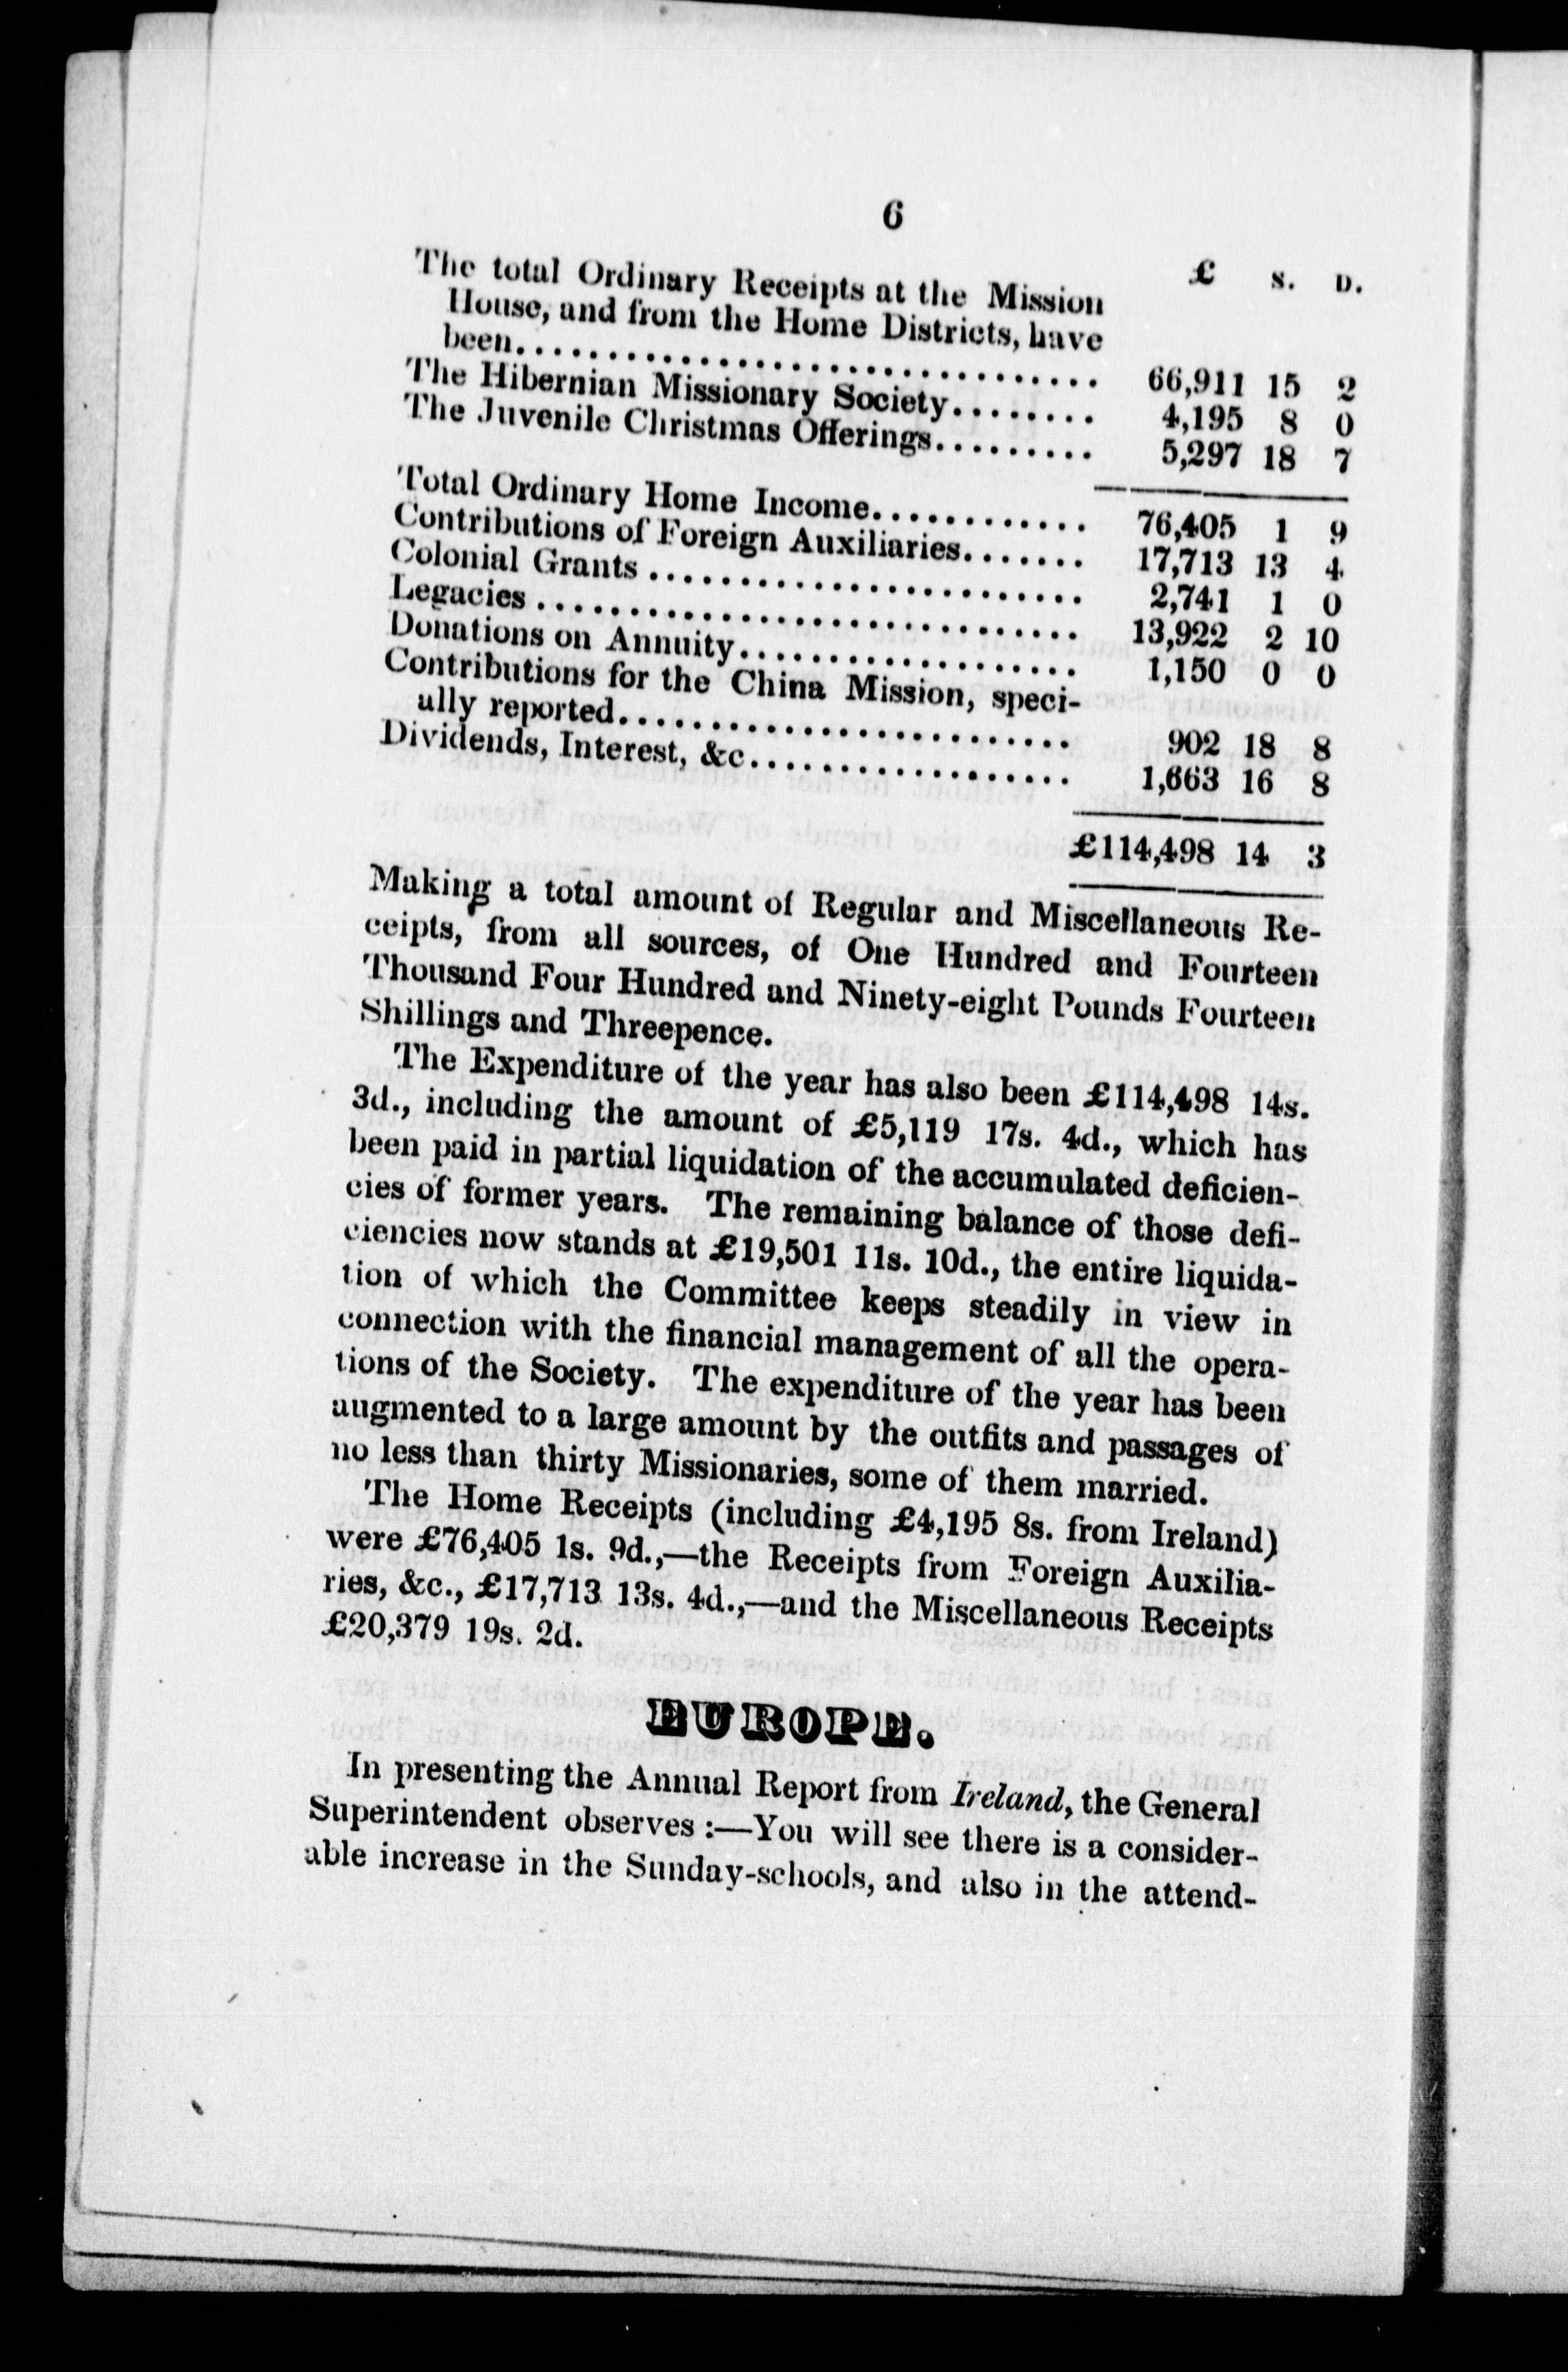 6
£ s. D.
The total Ordinary Receipts at the Mission
House, and from the Home Districts, have
been.................................. 66,911 15 2
The Hibernian Missionary Society........ 4,195 8 0
The Juvenile Christmas Offerings......... 5,297 18 7
Total Ordinary Home Income............ 76,405 1 9
Contributions of Foreign Auxiliaries....... 17,713 13 4
Colonial Grants ........................ 2,741 1 0
Legacies .............................. 13,922 2 10
Donations on Annuity................... 1,150 0 0
Contributions for the China Mission, speci-
ally reported......................... 902 18 8
Dividends, Interest, &c.................. 1,663 16 8
£114,498 14 3
Making a total amount of Regular and Miscellaneous Re-
ceipts, from all sources, of One Hundred and Fourteen
Thousand Four Hundred and Ninety-eight Pounds Fourteen
Shillings and Threepence.
The Expenditure of the year has also been £114,498 14s.
3d., including the amount of £5,119 17s. 4d., which has
been paid in partial liquidation of the accumulated deficien-
cies of former years. The remaining balance of those defi-
ciencies now stands at £19,501 11s. 10d., the entire liquida-
tion of which the Committee keeps steadily in view in
connection with the financial management of all the opera-
tions of the Society. The expenditure of the year has been
augmented to a large amount by the outfits and passages of
no less than thirty Missionaries, some of them married.
The Home Receipts (including £4,195 8s. from Ireland)
were £76,405 1s. 9d.,—the Receipts from Foreign Auxilia-
ries, &c., £17,713 13s. 4d.,—and the Miscellaneous Receipts
£20,379 19s. 2d.
EUROPE.
In presenting the Annual Report from Ireland, the General
Superintendent observes :—You will see there is a consider-
able increase in the Sunday-schools, and also in the attend-